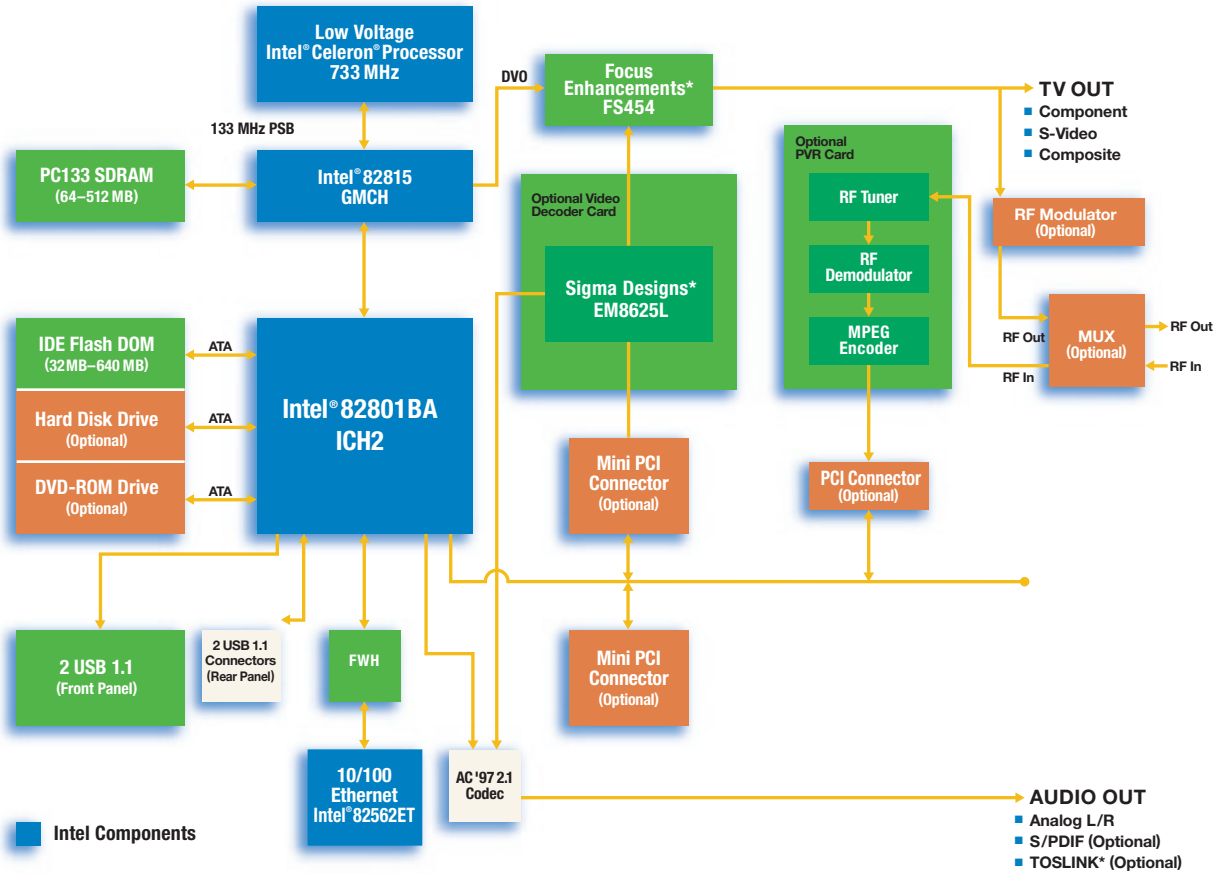 Low Voltage
Intel® Celeron® Processor
733 MHz
DVO
Focus
Enhancements*
FS454
TV OUT
Component
S-Video
Composite
133 MHz PSB
PC133 SDRAM
(64–512 MB)
Intel® 82815
GMCH
Optional Video
Decoder Card
Sigma Designs*
EM8625L
Optional
PVR Card
RF Tuner
RF
Demodulator
MPEG
Encoder
RF Modulator
(Optional)
RF Out
RF In
MUX
(Optional)
RF Out
RF In
IDE Flash DOM
(32MB–640 MB)
ATA
Hard Disk Drive
(Optional)
ATA
DVD-ROM Drive
(Optional)
ATA
Intel® 82801BA
ICH2
Mini PCI
Connector
(Optional)
PCI Connector
(Optional)
2 USB 1.1
(Front Panel)
2 USB 1.1
Connectors
(Rear Panel)
FWH
Mini PCI
Connector
(Optional)
10/100
Ethernet
Intel® 82562ET
AC '97 2.1
Codec
AUDIO OUT
Analog L/R
S/PDIF (Optional)
TOSLINK* (Optional)
Intel Components